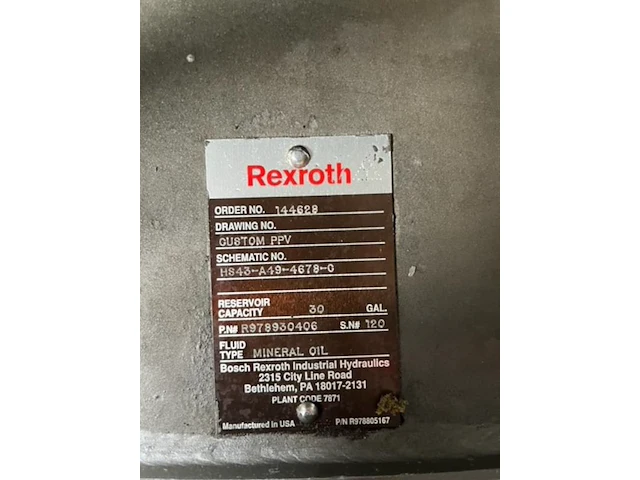 Rexroth
ORDER NO. 144628
DRAWING NO.
CUSTOM PPV
SCHEMATIC NO.
HS43-A49-4678-0
RESERVOIR
CAPACITY 30 GAL.
P.N# R978930406 S.N# 120
FLUID
TYPE MINERAL OIL
Bosch Rexroth Industrial Hydraulics
2315 City Line Road
Bethlehem, PA 18017-2131
PLANT CODE 7871
Manufactured in USA P/N R978805167